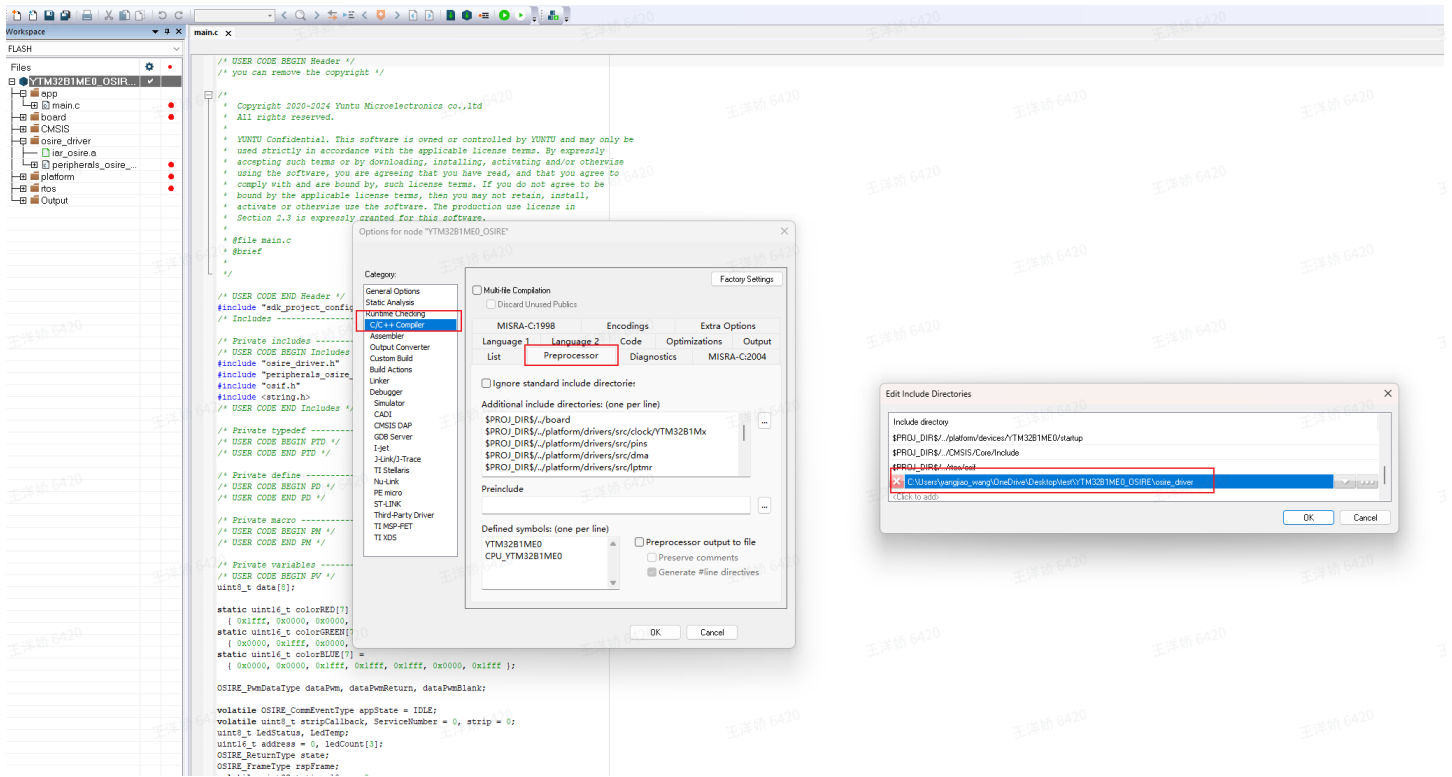 Workspace
main.c
FLASH
Files
YTM32B1ME0_OSIR...
app
main.c
board
CMSIS
osire_driver
iar_osire.a
peripherals_osire_...
platform
rtos
Output
/* USER CODE BEGIN Header */
/* you can remove the copyright */
/*
* Copyright 2020-2024 Yuntu Microelectronics co.,ltd
* All rights reserved.
*
* YUNTU Confidential. This software is owned or controlled by YUNTU and may only be
* used strictly in accordance with the applicable license terms. By expressly
* accepting such terms or by downloading, installing, activating and/or otherwise
* using the software, you are agreeing that you have read, and that you agree to
* comply with and are bound by, such license terms. If you do not agree to be
* bound by the applicable license terms, then you may not retain, install,
* activate or otherwise use the software. The production use license in
* Section 2.3 is expressly granted for this software.
*
* @file main.c
* @brief
*
*/
/* USER CODE END Header */
#include "sdk_project_config
/* Includes ------------------
/* Private includes ----------
/* USER CODE BEGIN Includes
#include "osire_driver.h"
#include "peripherals_osire_
#include "osif.h"
#include <string.h>
/* USER CODE END Includes */
/* Private typedef -----------
/* USER CODE BEGIN PTD */
/* USER CODE END PTD */
/* Private define ------------
/* USER CODE BEGIN PD */
/* USER CODE END PD */
/* Private macro -------------
/* USER CODE BEGIN PM */
/* USER CODE END PM */
/* Private variables ---------
/* USER CODE BEGIN PV */
uint8_t data[8];
static uint16_t colorRED[7]
{ 0x1fff, 0x0000, 0x0000,
static uint16_t colorGREEN[7
{ 0x0000, 0x1fff, 0x0000,
static uint16_t colorBLUE[7] =
{ 0x0000, 0x0000, 0x1fff, 0x1fff, 0x1fff, 0x0000, 0x1fff };
OSIRE_PwmDataType dataPwm, dataPwmReturn, dataPwmBlank;
volatile OSIRE_CommEventType appState = IDLE;
volatile uint8_t stripCallback, ServiceNumber = 0, strip = 0;
uint8_t LedStatus, LedTemp;
uint16_t address = 0, ledCount[3];
OSIRE_ReturnType state;
OSIRE_FrameType rspFrame;
Options for node "YTM32B1ME0_OSIRE"
Category:
General Options
Static Analysis
Runtime Checking
C/C++ Compiler
Assembler
Output Converter
Custom Build
Build Actions
Linker
Debugger
Simulator
CADI
CMSIS DAP
GDB Server
I-jet
J-Link/J-Trace
TI Stellaris
Nu-Link
PE micro
ST-LINK
Third-Party Driver
TI MSP-FET
TI XDS
Factory Settings
Multi-file Compilation
Discard Unused Publics
MISRA-C:1998 Encodings Extra Options
Language 1 Language 2 Code Optimizations Output
List Preprocessor Diagnostics MISRA-C:2004
Ignore standard include directories
Additional include directories: (one per line)
$PROJ_DIR$/../board
$PROJ_DIR$/../platform/drivers/src/clock/YTM32B1Mx
$PROJ_DIR$/../platform/drivers/src/pins
$PROJ_DIR$/../platform/drivers/src/dma
$PROJ_DIR$/../platform/drivers/src/lptmr
...
Preinclude
...
Defined symbols: (one per line)
YTM32B1ME0
CPU_YTM32B1ME0
Preprocessor output to file
Preserve comments
Generate #line directives
OK Cancel
Edit Include Directories
Include directory
$PROJ_DIR$/../platform/devices/YTM32B1ME0/startup
$PROJ_DIR$/../CMSIS/Core/Include
$PROJ_DIR$/../rtos/osif
C:\Users\yangjiao_wang\OneDrive\Desktop\test\YTM32B1ME0_OSIRE\osire_driver
<Click to add>
OK Cancel
王洋娇 6420